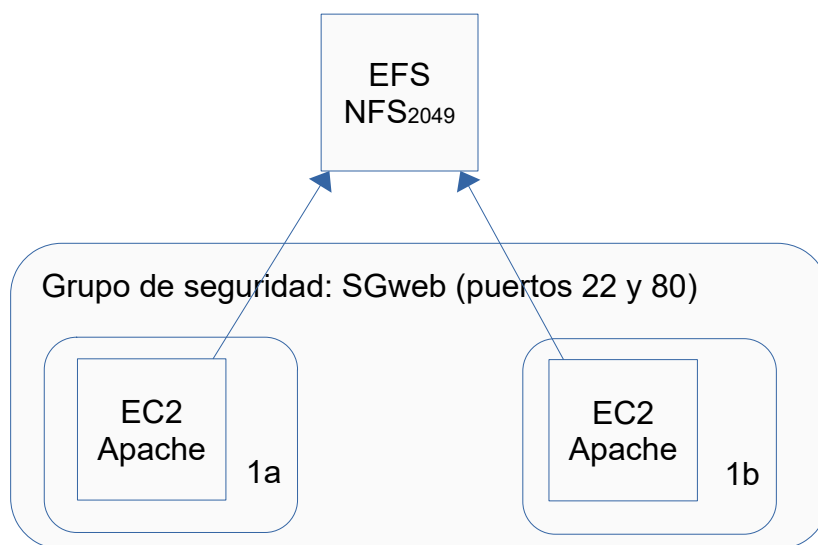 EFS
NFS2049
Grupo de seguridad: SGweb (puertos 22 y 80)
EC2
Apache
1a
EC2
Apache
1b